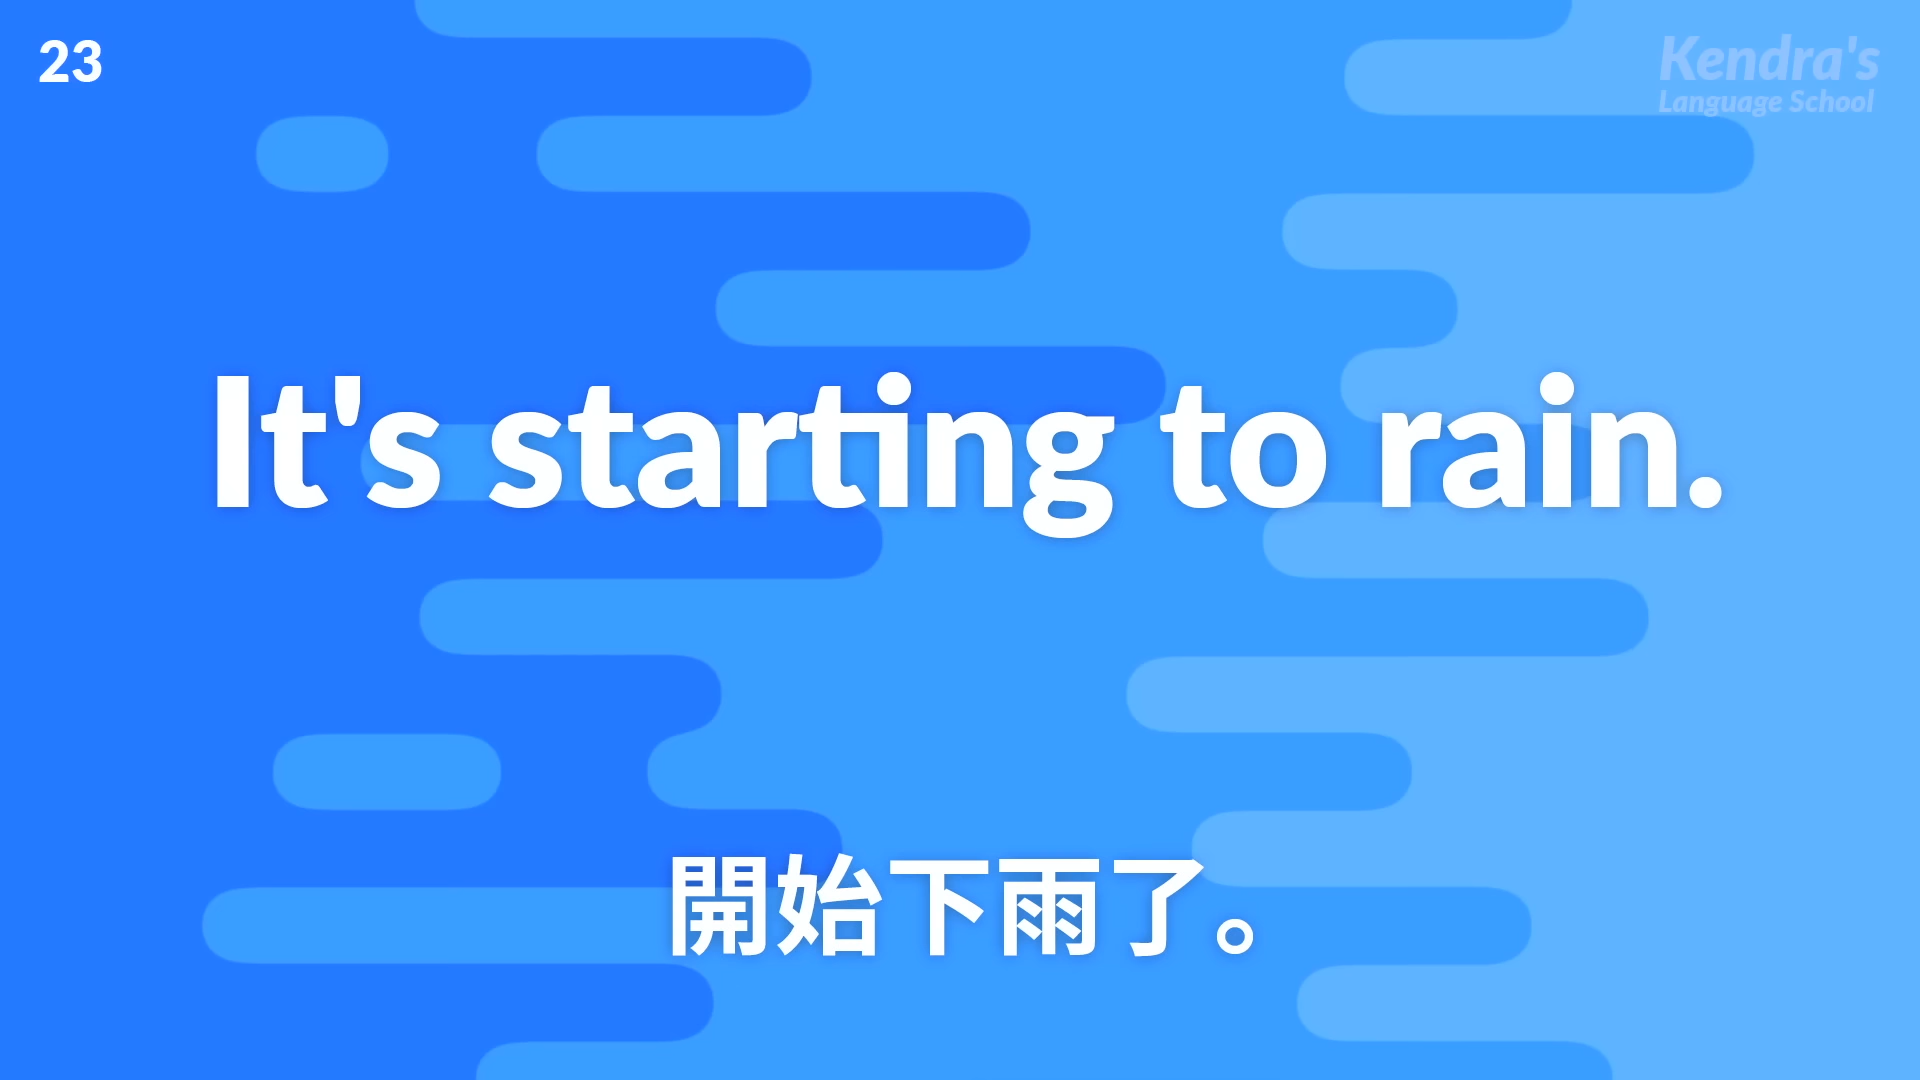 23
Kendra's
Language School
It's starting to rain.
開始下雨了。